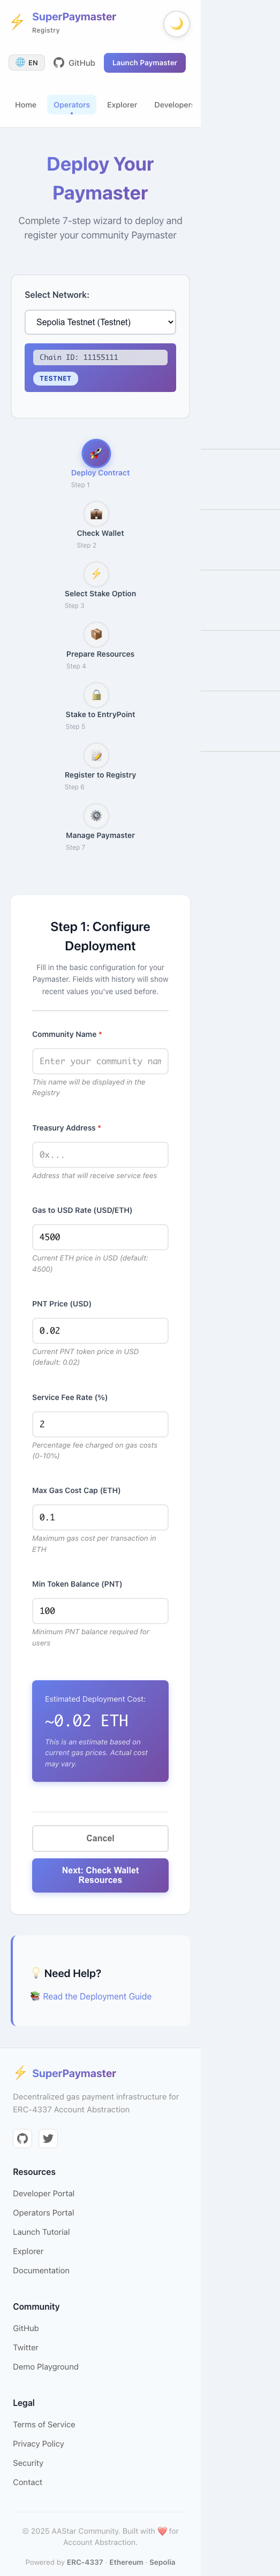 SuperPaymaster
Registry
EN
GitHub
Launch Paymaster
Home
Operators
Explorer
Developers
Deploy Your
Paymaster
Complete 7-step wizard to deploy and
register your community Paymaster
Select Network:
Sepolia Testnet (Testnet)
Chain ID: 11155111
TESTNET
Deploy Contract
Step 1
Check Wallet
Step 2
Select Stake Option
Step 3
Prepare Resources
Step 4
Stake to EntryPoint
Step 5
Register to Registry
Step 6
Manage Paymaster
Step 7
Step 1: Configure
Deployment
Fill in the basic configuration for your
Paymaster. Fields with history will show
recent values you've used before.
Community Name *
Enter your community nam
This name will be displayed in the
Registry
Treasury Address *
0x...
Address that will receive service fees
Gas to USD Rate (USD/ETH)
4500
Current ETH price in USD (default:
4500)
PNT Price (USD)
0.02
Current PNT token price in USD
(default: 0.02)
Service Fee Rate (%)
2
Percentage fee charged on gas costs
(0-10%)
Max Gas Cost Cap (ETH)
0.1
Maximum gas cost per transaction in
ETH
Min Token Balance (PNT)
100
Minimum PNT balance required for
users
Estimated Deployment Cost:
~0.02 ETH
This is an estimate based on
current gas prices. Actual cost
may vary.
Cancel
Next: Check Wallet
Resources
Need Help?
Read the Deployment Guide
SuperPaymaster
Decentralized gas payment infrastructure for
ERC-4337 Account Abstraction
Resources
Developer Portal
Operators Portal
Launch Tutorial
Explorer
Documentation
Community
GitHub
Twitter
Demo Playground
Legal
Terms of Service
Privacy Policy
Security
Contact
© 2025 AAStar Community. Built with ❤️ for
Account Abstraction.
Powered by ERC-4337 · Ethereum · Sepolia